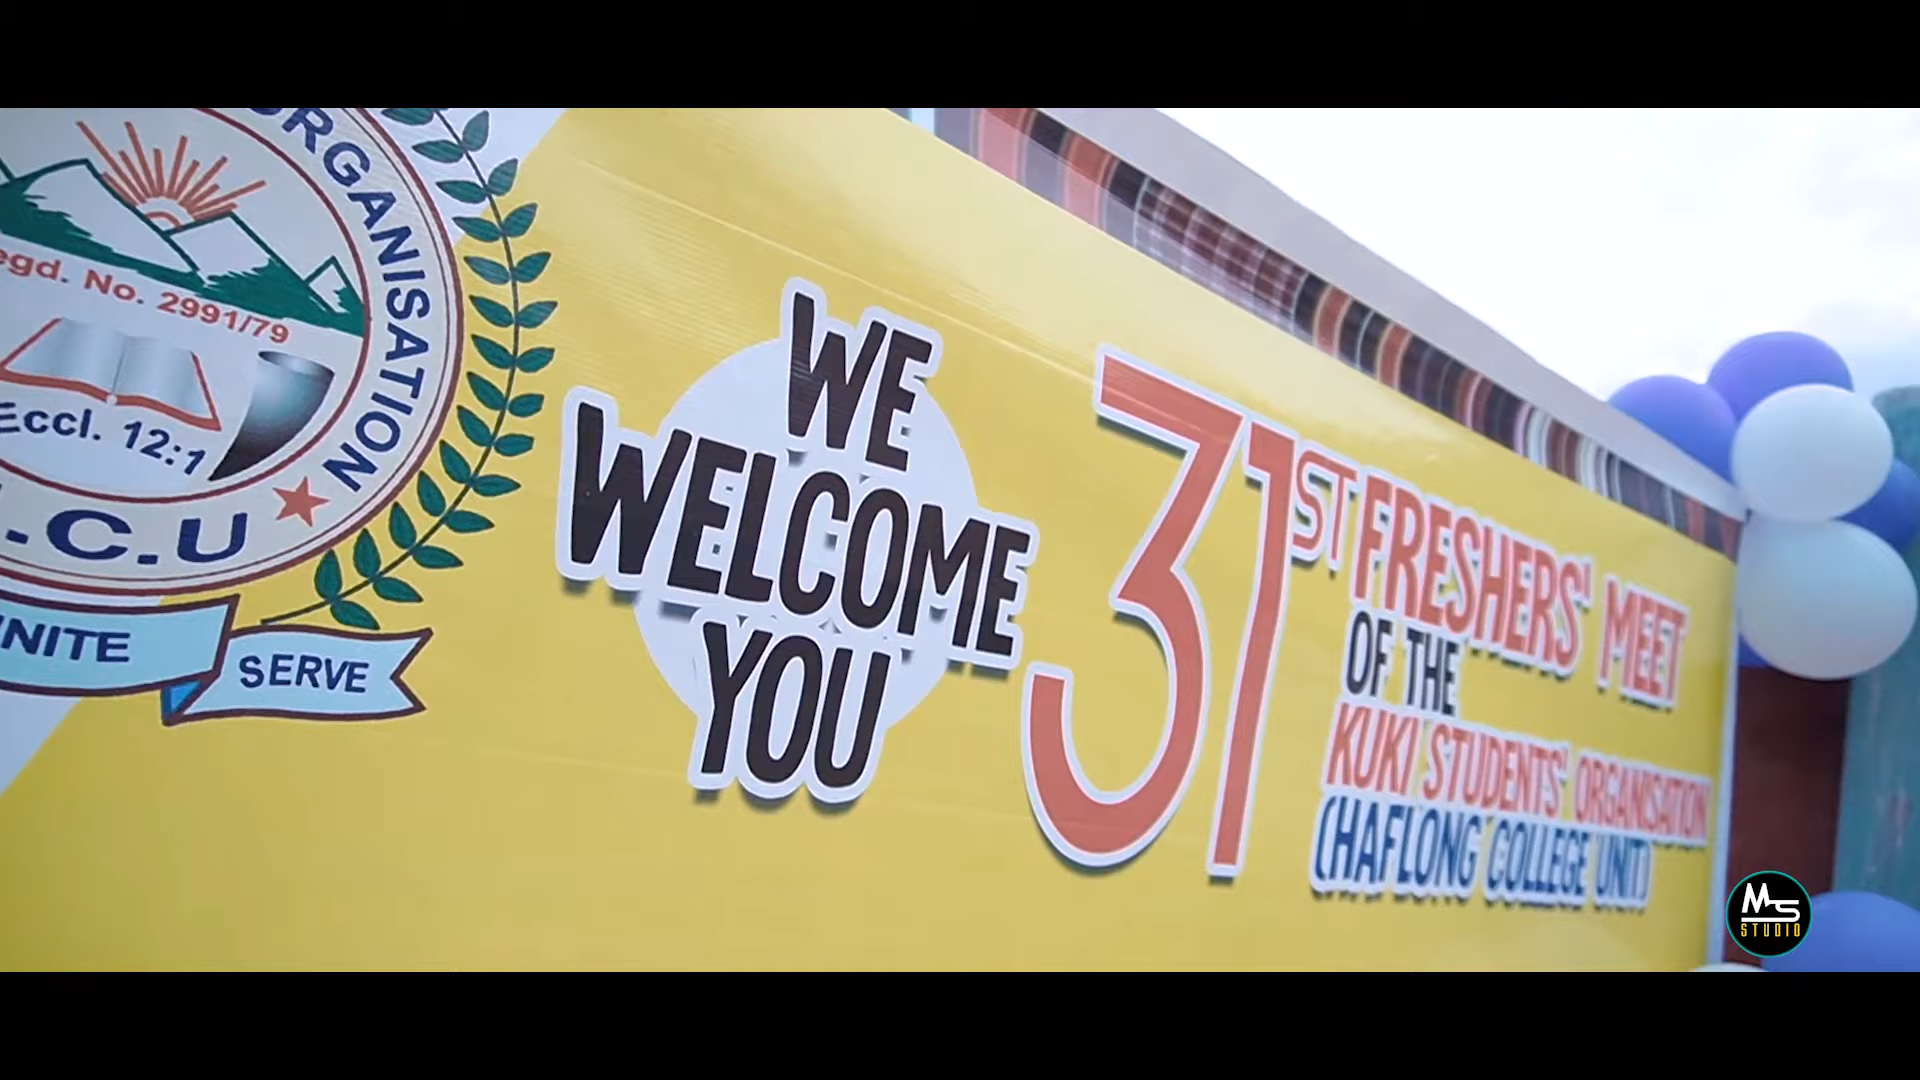 ORGANISATION
egd. No. 2991/79
Eccl. 12:1
.C.U
NITE
SERVE
WE
WELCOME
YOU
31ST FRESHERS' MEET
OF THE
KUKI STUDENTS' ORGANISATION
(HAFLONG COLLEGE UNIT)
MS
STUDIO